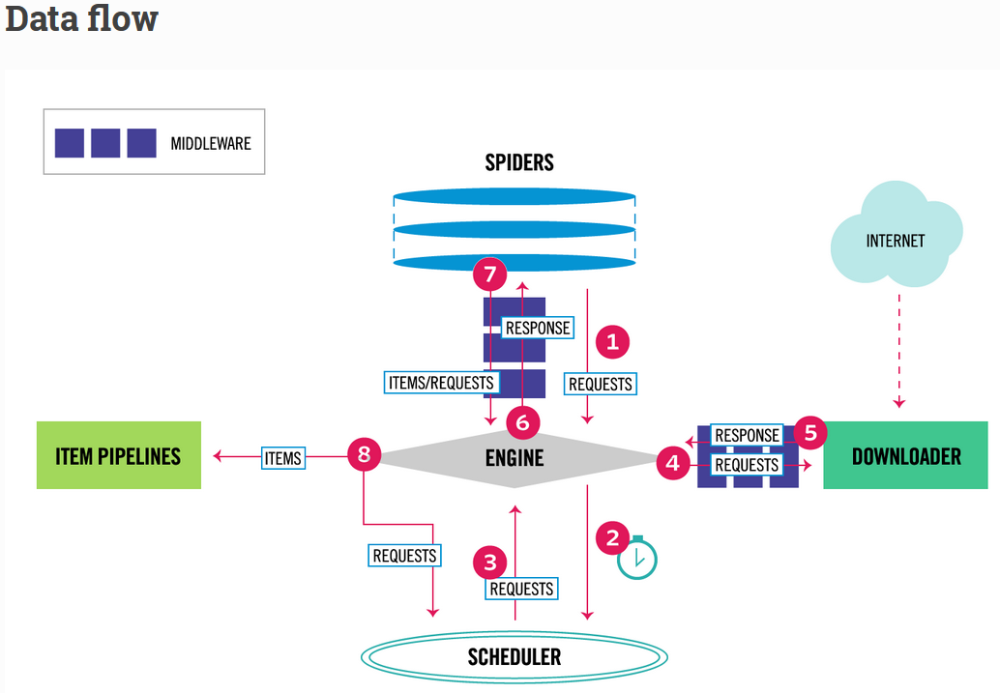 Data flow
MIDDLEWARE
SPIDERS
INTERNET
7
RESPONSE
1
ITEMS/REQUESTS
REQUESTS
6
5
RESPONSE
8
ITEM PIPELINES
ITEMS
ENGINE
4
REQUESTS
DOWNLOADER
2
REQUESTS
3
REQUESTS
SCHEDULER